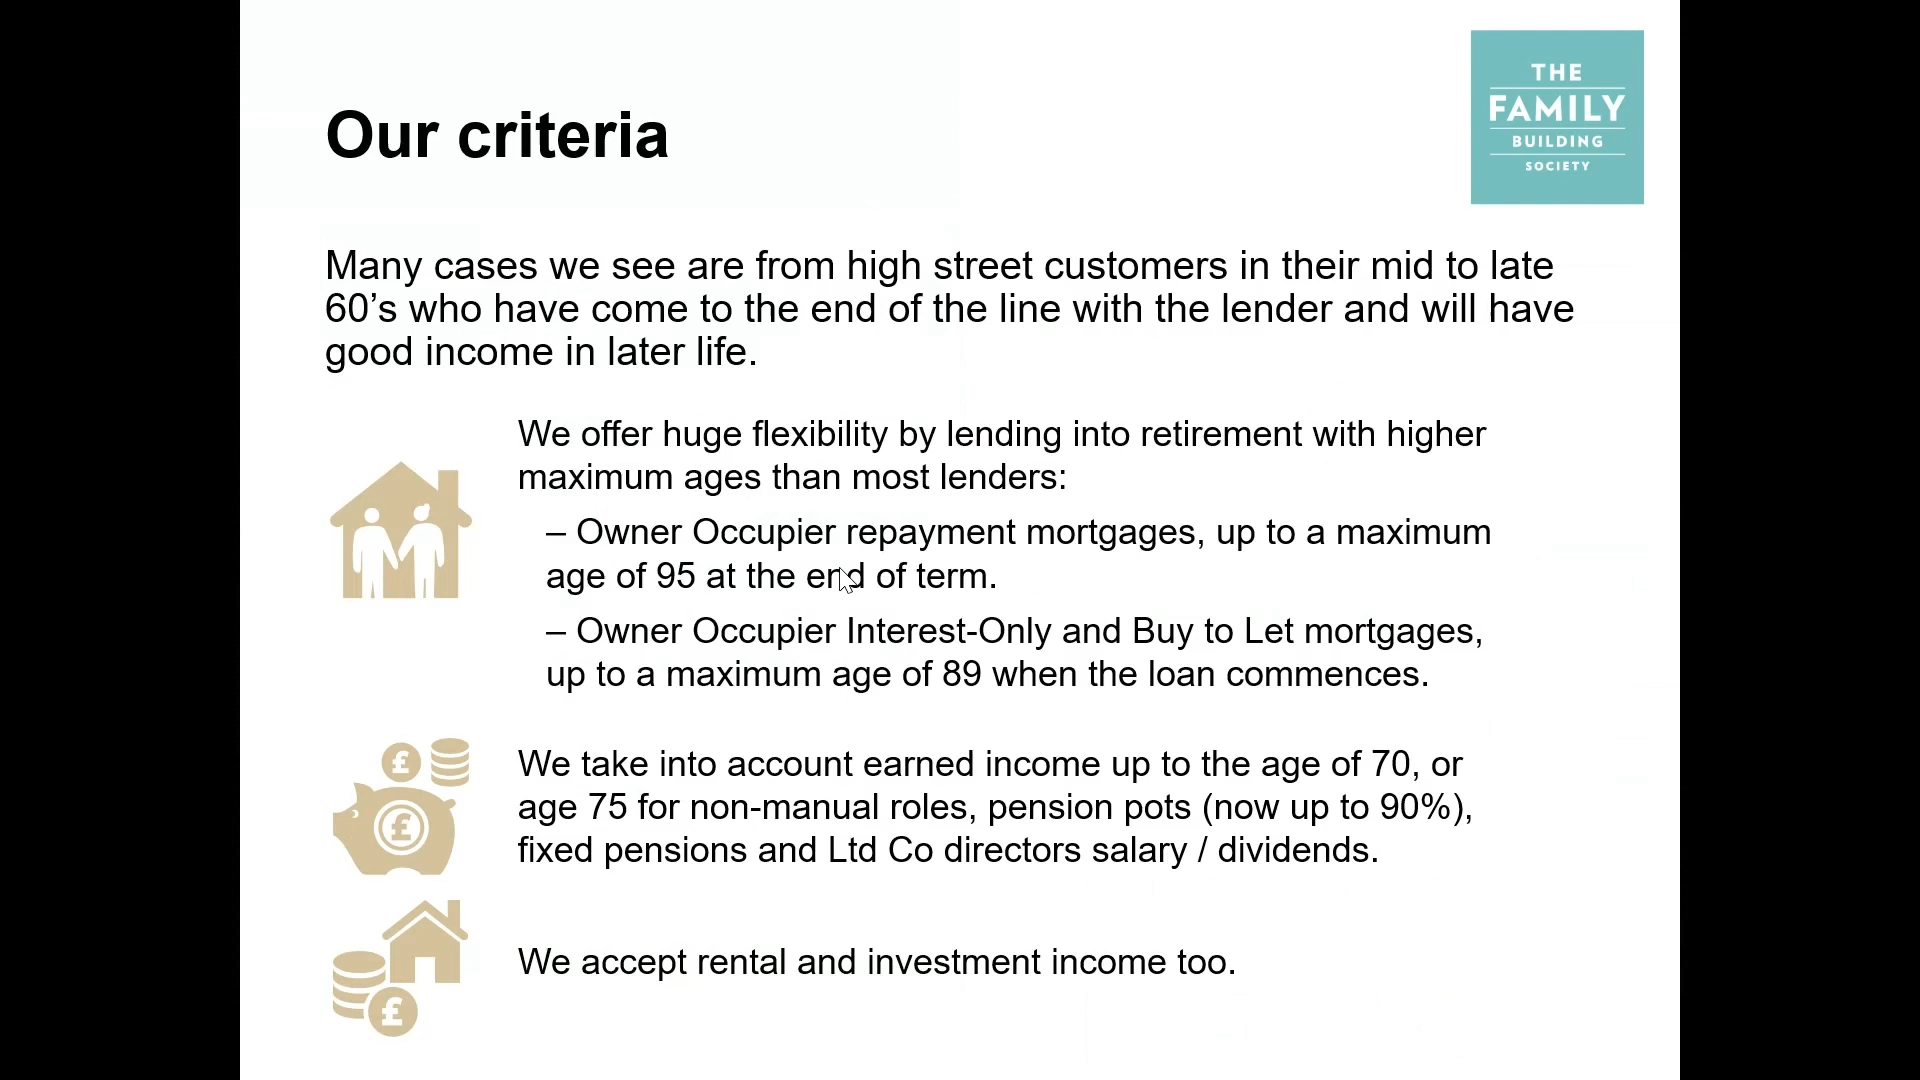 THE
FAMILY
BUILDING
SOCIETY
Our criteria
Many cases we see are from high street customers in their mid to late
60’s who have come to the end of the line with the lender and will have
good income in later life.
We offer huge flexibility by lending into retirement with higher
maximum ages than most lenders:
– Owner Occupier repayment mortgages, up to a maximum
age of 95 at the end of term.
– Owner Occupier Interest-Only and Buy to Let mortgages,
up to a maximum age of 89 when the loan commences.
£
£
We take into account earned income up to the age of 70, or
age 75 for non-manual roles, pension pots (now up to 90%),
fixed pensions and Ltd Co directors salary / dividends.
We accept rental and investment income too.
£